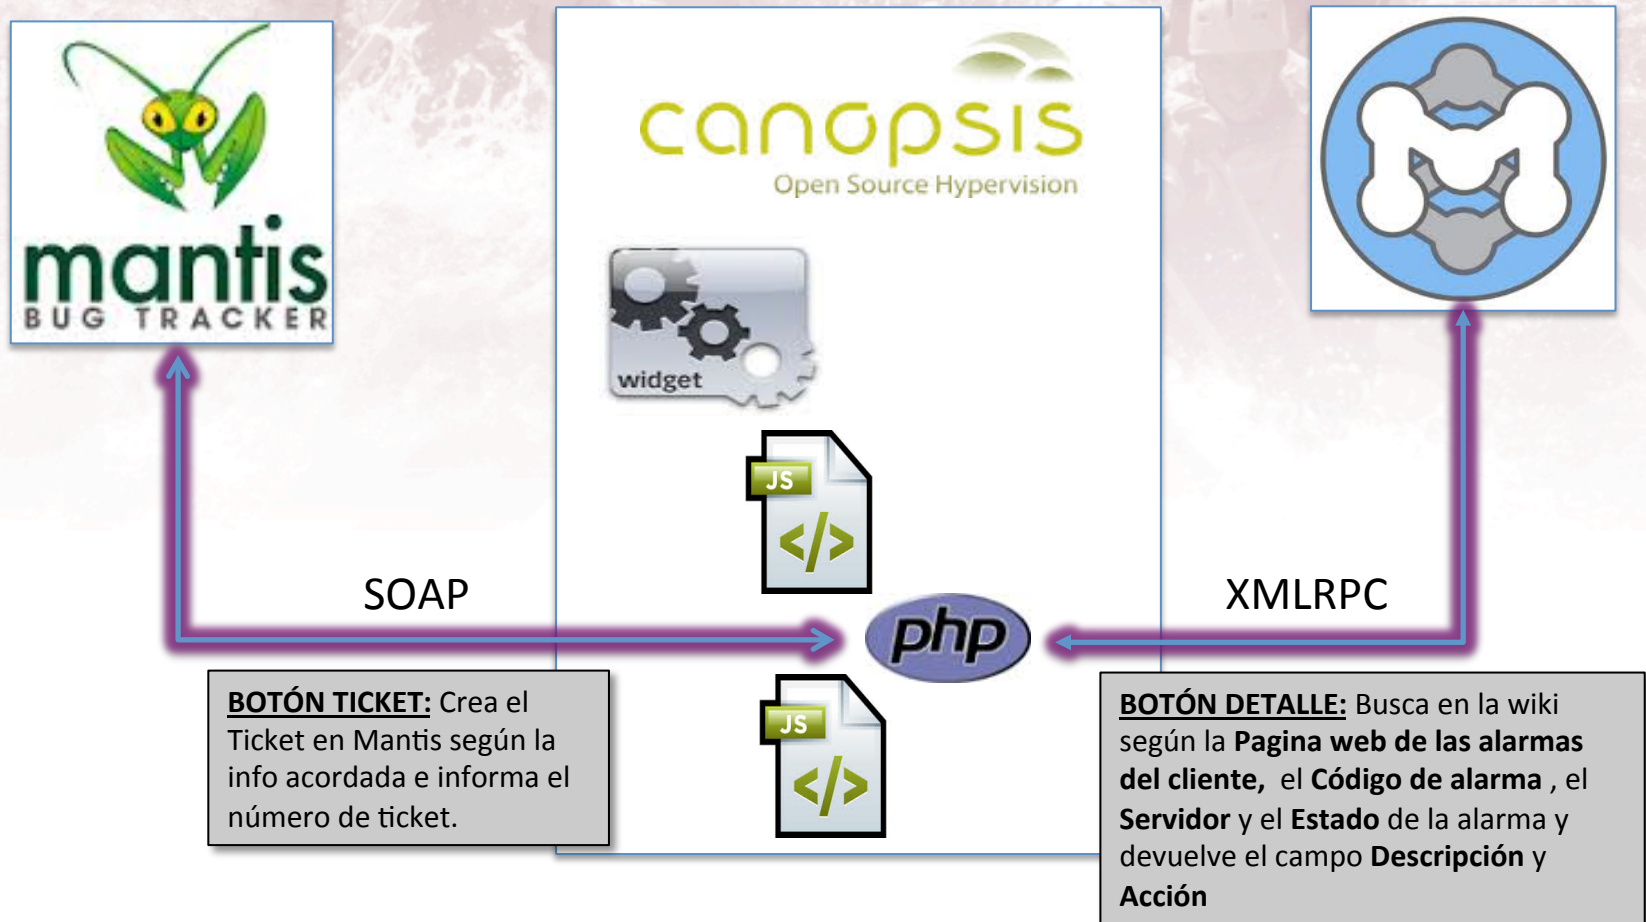 mantis
BUG TRACKER
canopsis
Open Source Hypervision
widget
JS
</>
SOAP
php
XMLRPC
JS
</>
BOTÓN TICKET: Crea el
Ticket en Mantis según la
info acordada e informa el
número de ticket.
BOTÓN DETALLE: Busca en la wiki
según la Pagina web de las alarmas
del cliente, el Código de alarma , el
Servidor y el Estado de la alarma y
devuelve el campo Descripción y
Acción